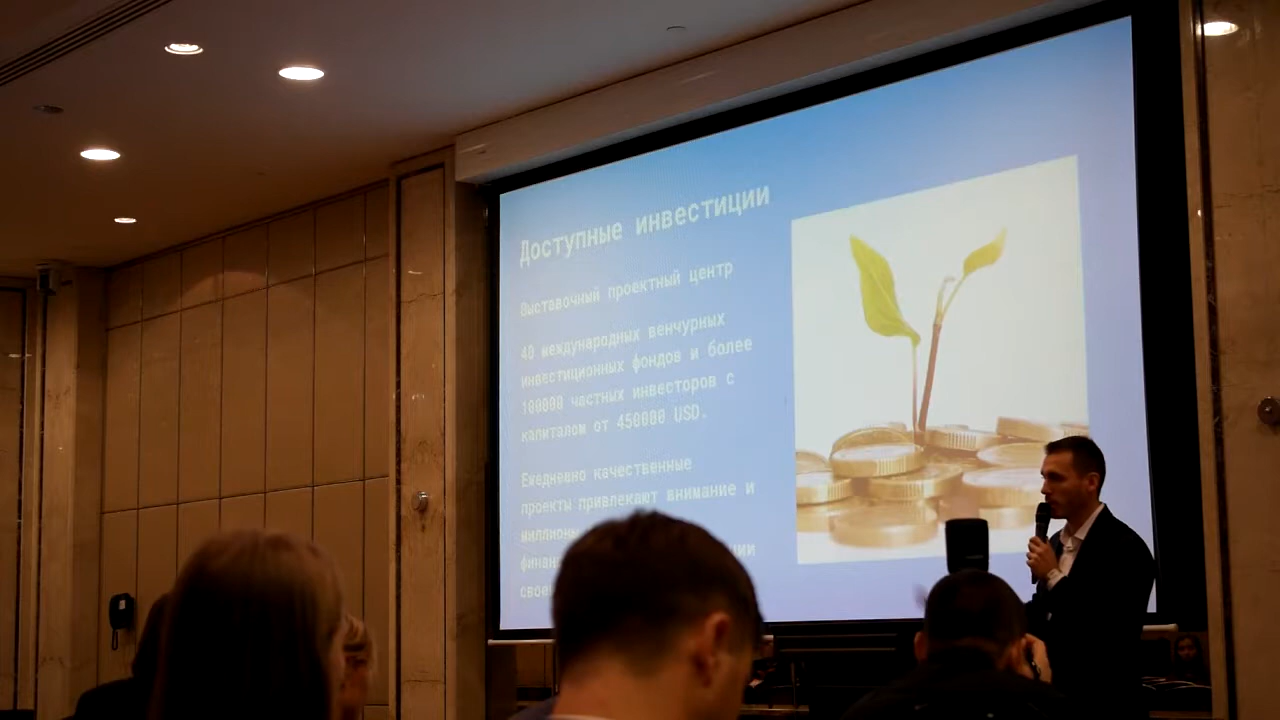 Доступные инвестиции
Выставочный проектный центр
40 международных венчурных
инвестиционных фондов и более
100000 частных инвесторов с
капиталом от 450000 USD.
Ежедневно качественные
проекты привлекают внимание и